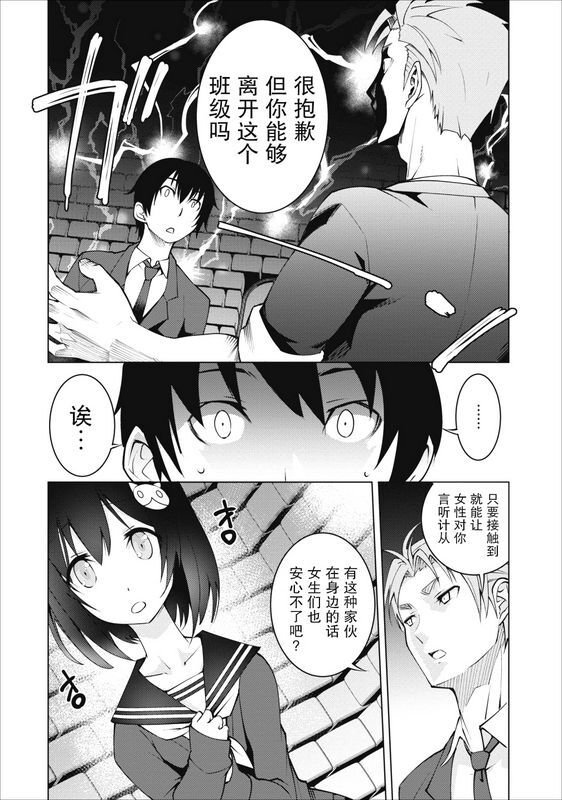 很抱歉
但你能够
离开这个
班级吗
ガッ
……
诶…
只要接触到
就能让
女性对你
言听计从
有这种家伙
在身边的话
女生们也
安心不了吧？